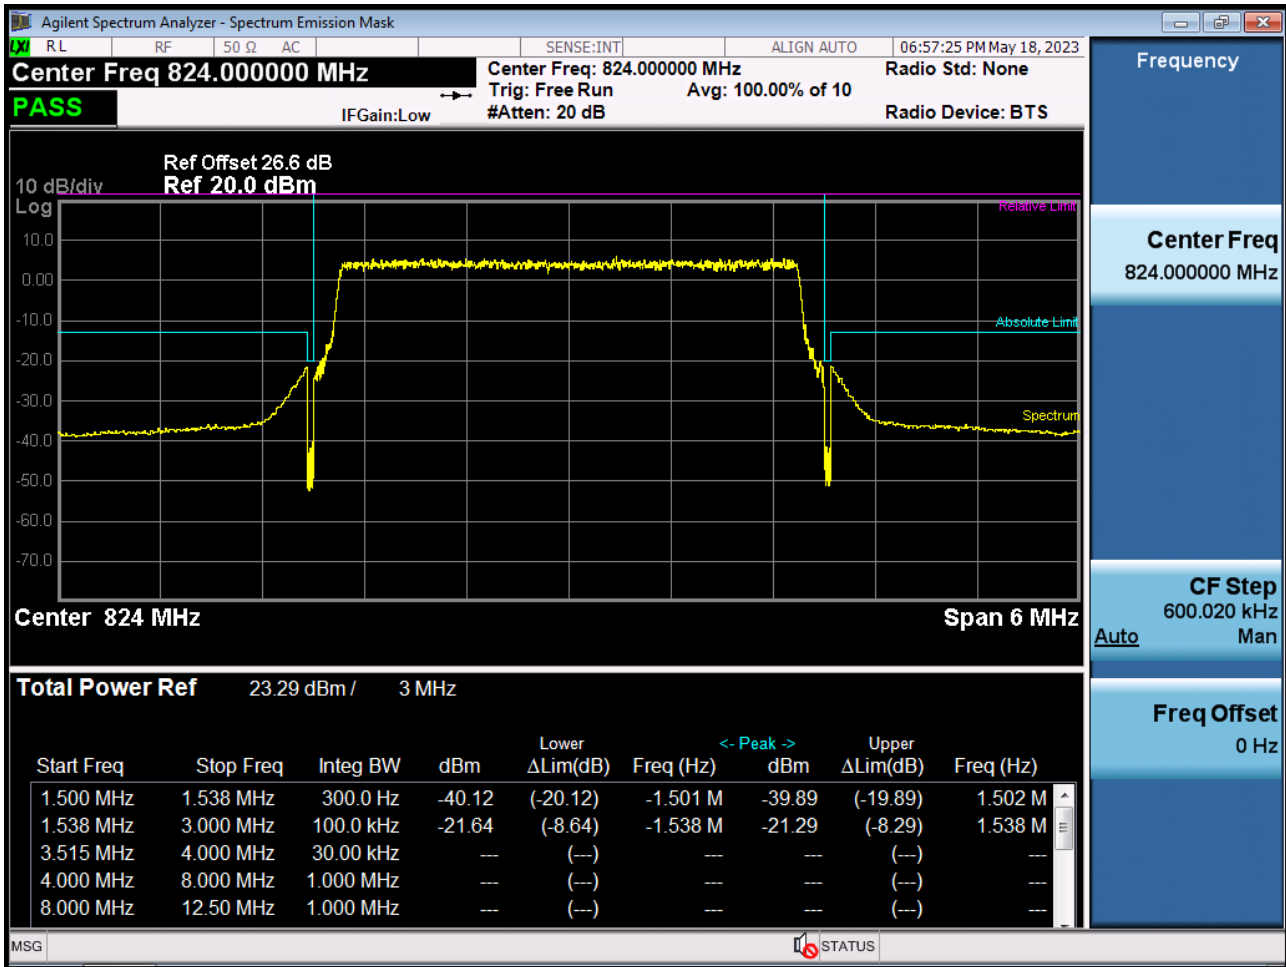 Agilent Spectrum Analyzer - Spectrum Emission Mask
LXI RL RF 50 Ω AC SENSE:INT ALIGN AUTO 06:57:25 PM May 18, 2023
Center Freq 824.000000 MHz
Center Freq: 824.000000 MHz Radio Std: None
Trig: Free Run Avg: 100.00% of 10
PASS
IFGain:Low #Atten: 20 dB Radio Device: BTS
Ref Offset 26.6 dB
10 dB/div Ref 20.0 dBm
Log
Relative Limit
10.0
0.00
-10.0
Absolute Limit
-20.0
-30.0
Spectrum
-40.0
-50.0
-60.0
-70.0
Center 824 MHz Span 6 MHz
Total Power Ref 23.29 dBm / 3 MHz
Lower <- Peak -> Upper
Start Freq Stop Freq Integ BW dBm ΔLim(dB) Freq (Hz) dBm ΔLim(dB) Freq (Hz)
1.500 MHz 1.538 MHz 300.0 Hz -40.12 (-20.12) -1.501 M -39.89 (-19.89) 1.502 M
1.538 MHz 3.000 MHz 100.0 kHz -21.64 (-8.64) -1.538 M -21.29 (-8.29) 1.538 M
3.515 MHz 4.000 MHz 30.00 kHz --- (---) --- --- (---) ---
4.000 MHz 8.000 MHz 1.000 MHz --- (---) --- --- (---) ---
8.000 MHz 12.50 MHz 1.000 MHz --- (---) --- --- (---) ---
MSG STATUS
Frequency
Center Freq
824.000000 MHz
CF Step
600.020 kHz
Auto Man
Freq Offset
0 Hz